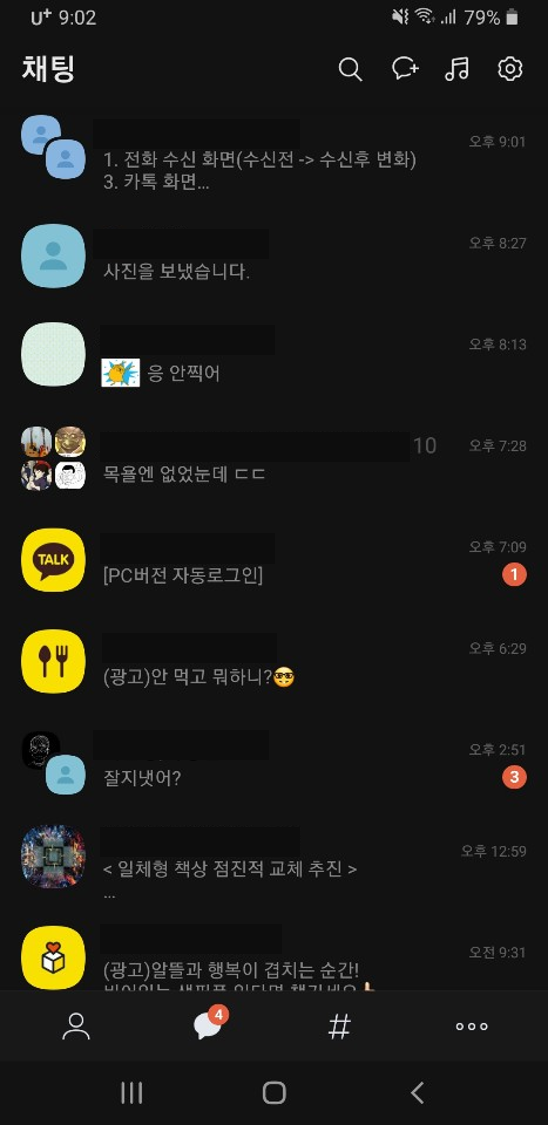 U+ 9:02 79%
채팅
오후 9:01
1. 전화 수신 화면(수신전 -> 수신후 변화)
3. 카톡 화면...
오후 8:27
사진을 보냈습니다.
오후 8:13
응 안찍어
10 오후 7:28
목욜엔 없었눈데 ㄷㄷ
오후 7:09
TALK
[PC버전 자동로그인] 1
오후 6:29
(광고)안 먹고 뭐하니?😎
오후 2:51
잘지냇어? 3
오후 12:59
< 일체형 책상 점진적 교체 추진 >
...
오전 9:31
(광고)알뜰과 행복이 겹치는 순간!
4